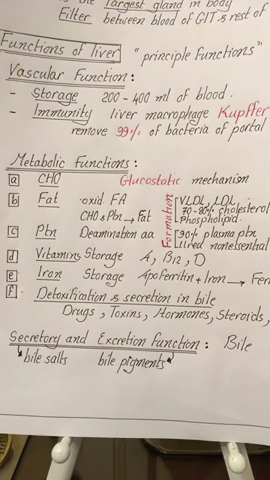 the Largest gland in body
Filter between blood of GIT & rest of
Functions of liver "principle Functions"
Vascular Function:
- Storage 200-400 ml of blood.
- Immunity liver macrophage Kupffer
remove 99% of bacteria of portal
Metabolic Functions:
a CHO Glucostatic mechanism
b Fat .oxid. FA Formation VLDL, LDL,
CHO & Pbn → Fat 70-80% cholesterol
Phospholipid.
c Ptn Deamination aa 90% plasma ptn
urea nonessential
d Vitamins Storage A, B12, D
e Iron Storage Apoferritin + Iron → Fer
f Detoxification & secretion in bile
Drugs, Toxins, Hormones, Steroids,
Secretory and Excretion function: Bile
bile salts bile pigments